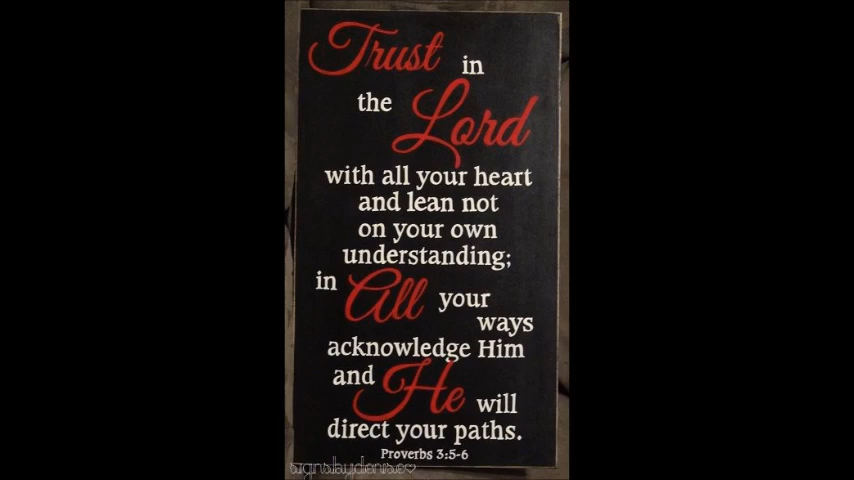 Trust in
the Lord
with all your heart
and lean not
on your own
understanding;
in All your
ways
acknowledge Him
and He will
direct your paths.
Proverbs 3:5-6
signsbydenise